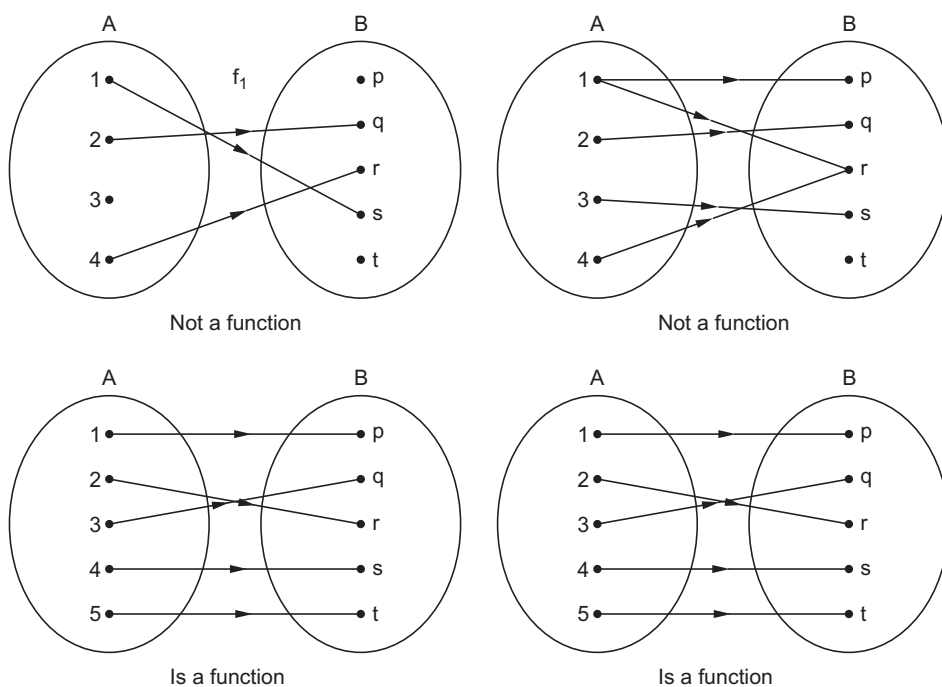 A B A B
1 f₁ p 1 p
2 q 2 q
r r
3 3
s s
4 t 4 t
Not a function Not a function
A B A B
1 p 1 p
2 q 2 q
3 r 3 r
4 s 4 s
5 t 5 t
Is a function Is a function